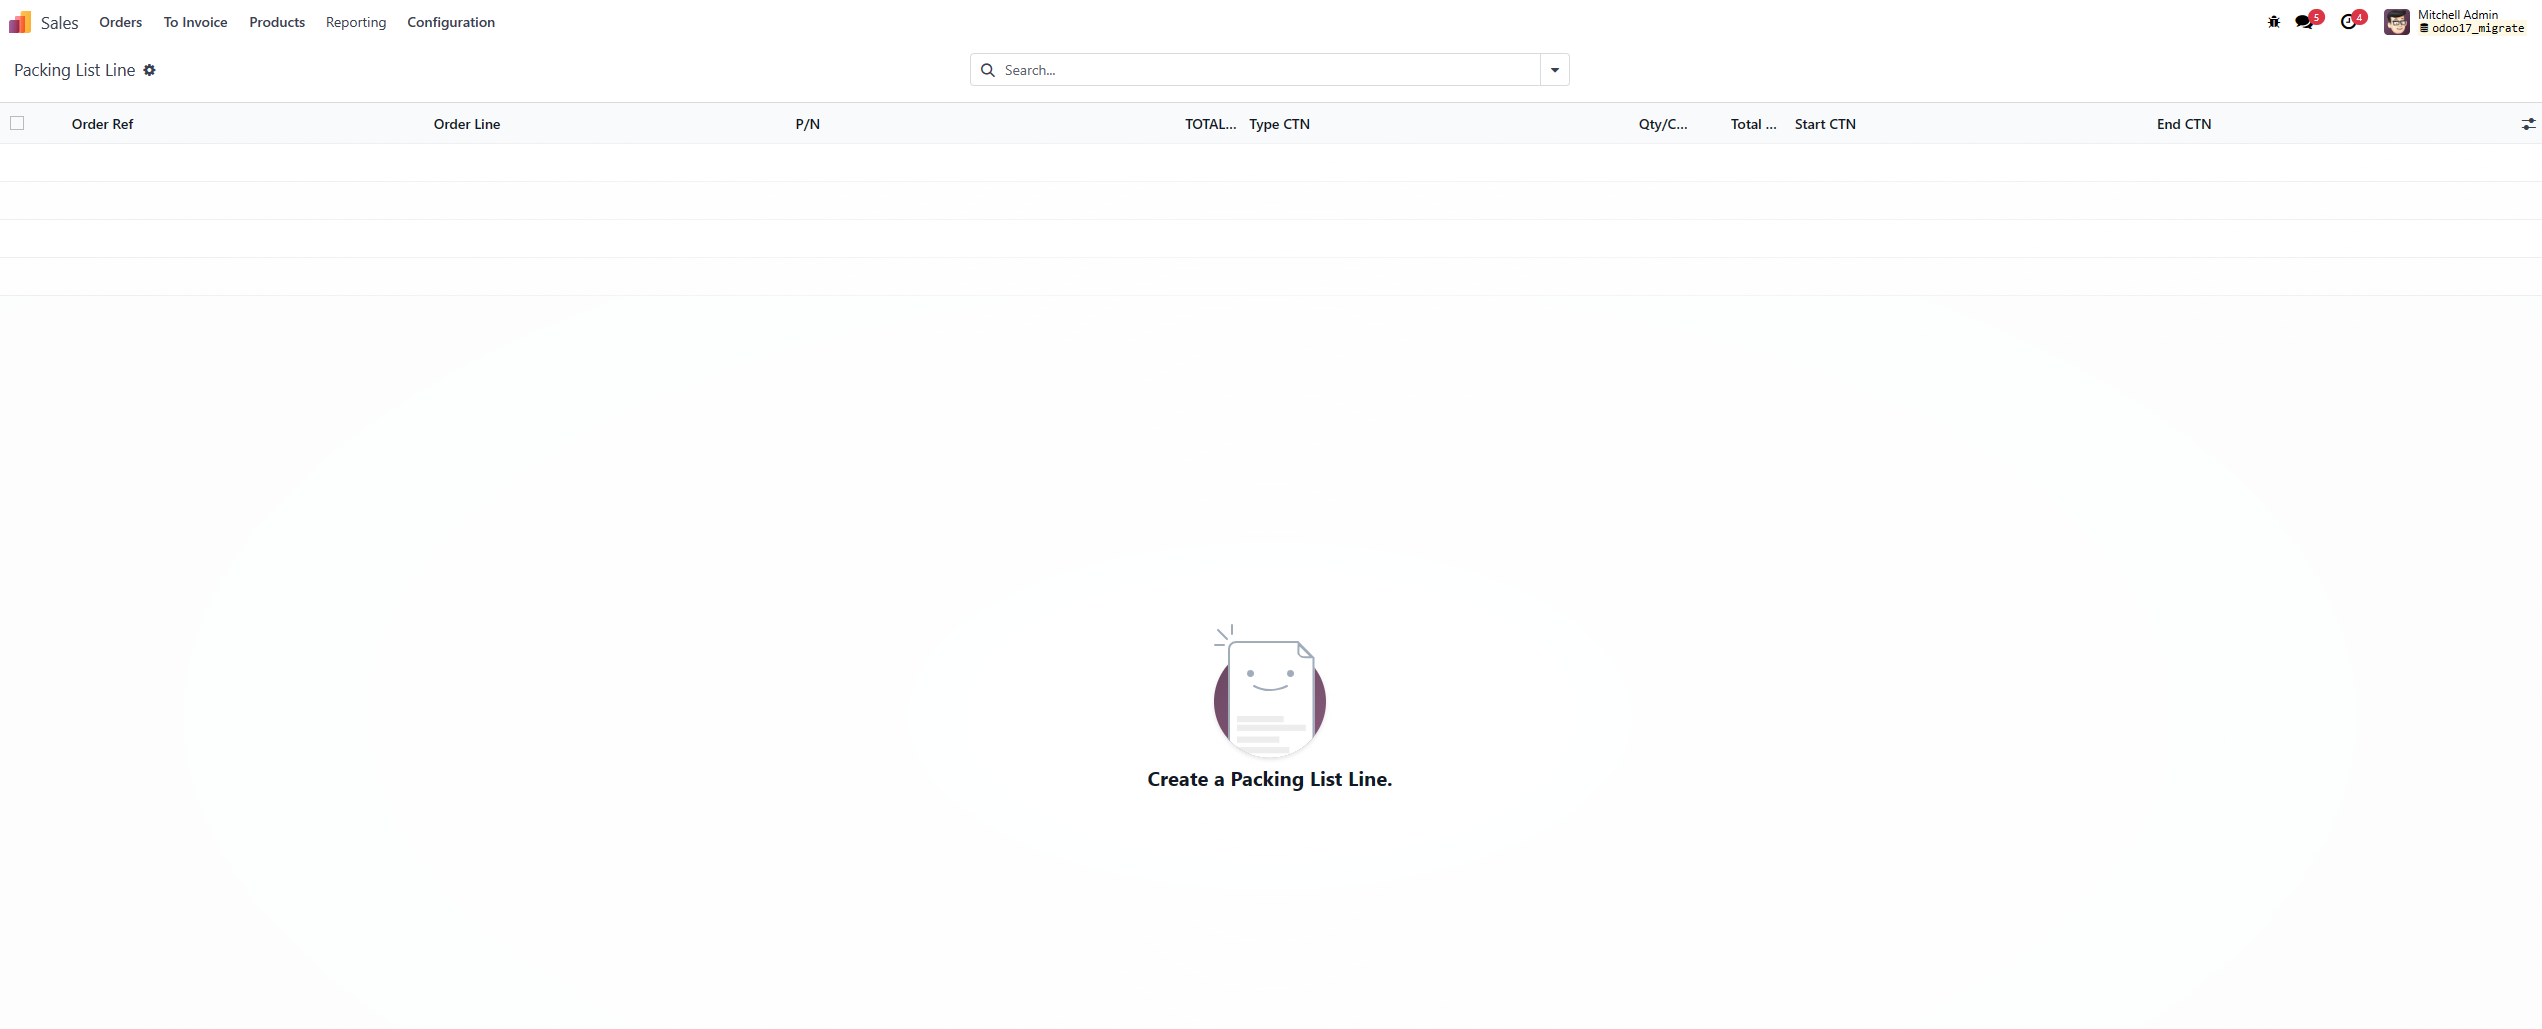 Sales Orders To Invoice Products Reporting Configuration 5 4 Mitchell Admin
odoo17_migrate
Packing List Line Search...
Order Ref Order Line P/N TOTAL... Type CTN Qty/C... Total ... Start CTN End CTN
Create a Packing List Line.